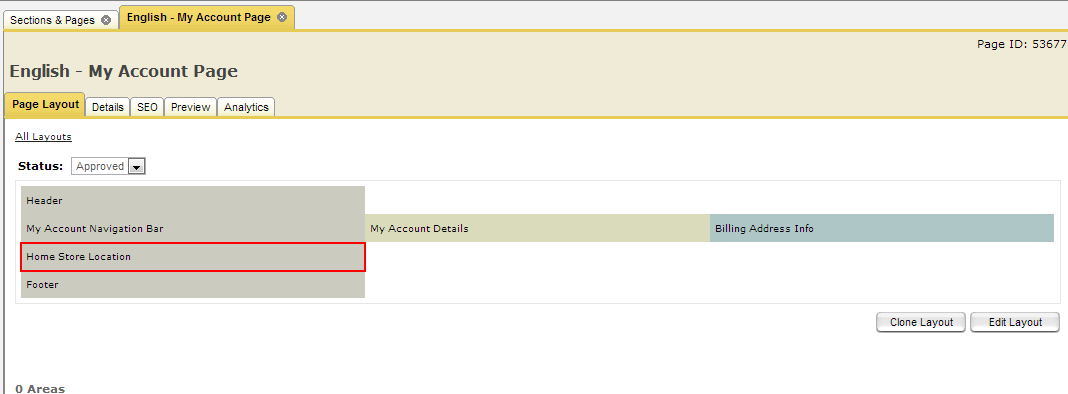 Sections & Pages
English - My Account Page
Page ID: 53677
English - My Account Page
Page Layout Details SEO Preview Analytics
All Layouts
Status: Approved
Header
My Account Navigation Bar My Account Details Billing Address Info
Home Store Location
Footer
Clone Layout Edit Layout
0 Areas